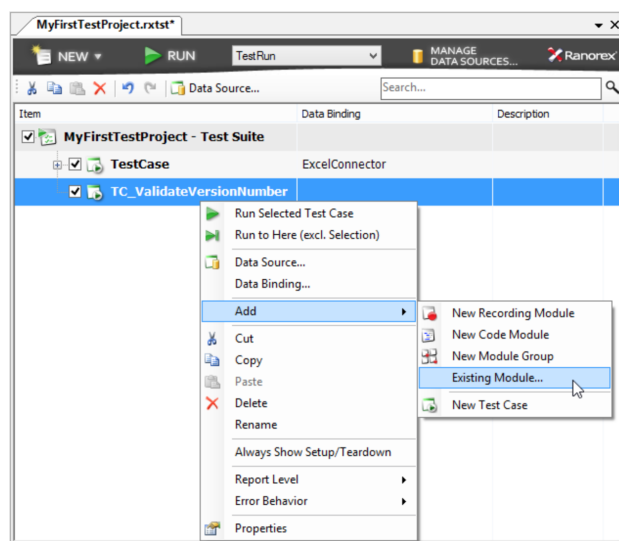 MyFirstTestProject.rxtst*
NEW RUN TestRun MANAGE DATA SOURCES... Ranorex
Data Source... Search...
Item Data Binding Description
MyFirstTestProject - Test Suite
TestCase ExcelConnector
TC_ValidateVersionNumber
Run Selected Test Case
Run to Here (excl. Selection)
Data Source...
Data Binding...
Add
Cut
Copy
Paste
Delete
Rename
Always Show Setup/Teardown
Report Level
Error Behavior
Properties
New Recording Module
New Code Module
New Module Group
Existing Module...
New Test Case